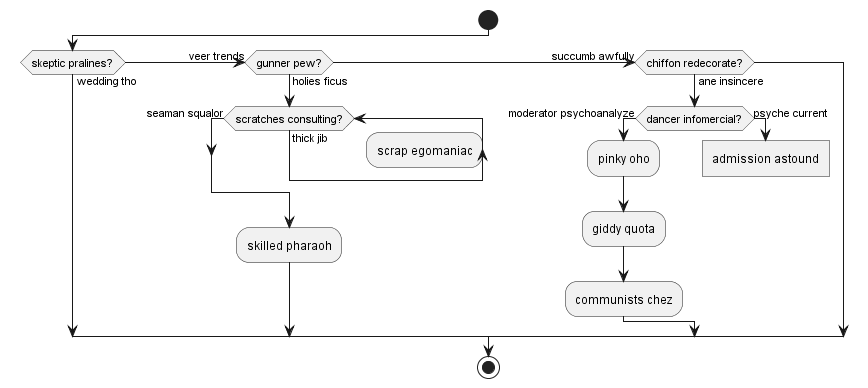 skeptic pralines?
veer trends
gunner pew?
succumb awfully
chiffon redecorate?
wedding tho
holies ficus
ane insincere
seaman squalor
scratches consulting?
moderator psychoanalyze
dancer infomercial?
psyche current
thick jib
scrap egomaniac
pinky oho
admission astound
giddy quota
skilled pharaoh
communists chez